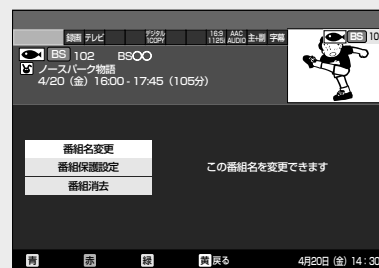 録画 テレビ デジタル 1COPY 16:9 1125i AAC AUDIO 主+副 字幕
BS 10
BS 102 BS〇〇
ノースパーク物語
4/20（金）16:00 - 17:45（105分）
番組名変更
番組保護設定
番組消去
この番組名を変更できます
青 赤 緑 黄 戻る 4月20日（金）14：30